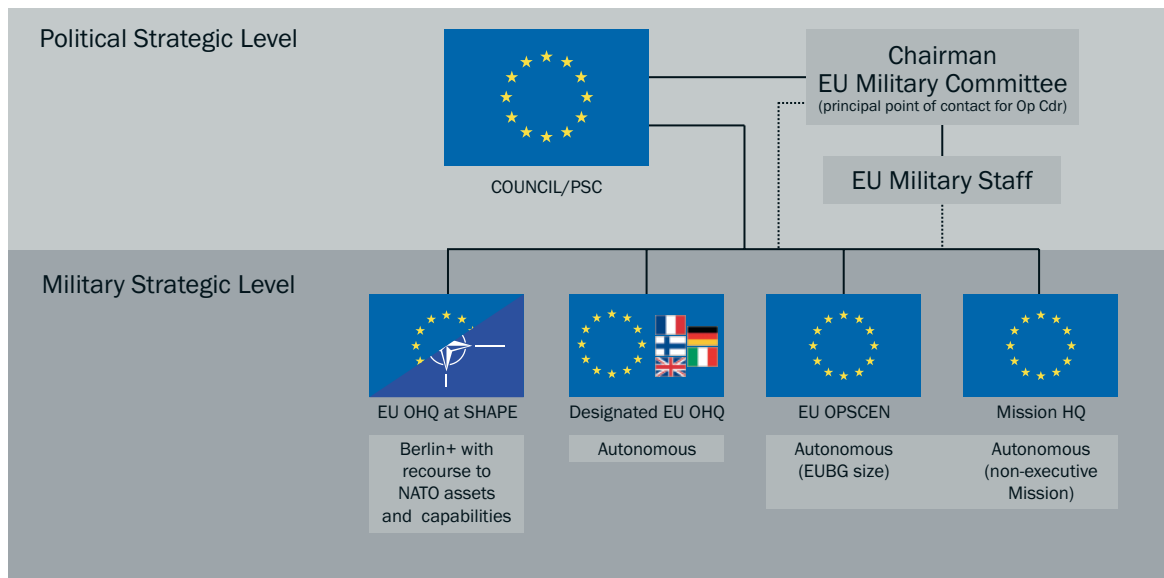 Political Strategic Level
Chairman
EU Military Committee
(principal point of contact for Op Cdr)
EU Military Staff
COUNCIL/PSC
Military Strategic Level
EU OHQ at SHAPE
Designated EU OHQ
EU OPSCEN
Mission HQ
Berlin+ with
recourse to
NATO assets
and capabilities
Autonomous
Autonomous
(EUBG size)
Autonomous
(non-executive
Mission)